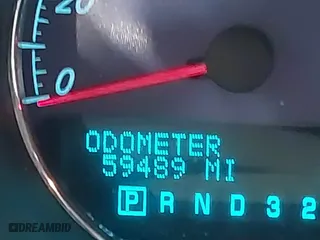 20
0
ODOMETER
59489 MI
P R N D 3 2
DREAMBID